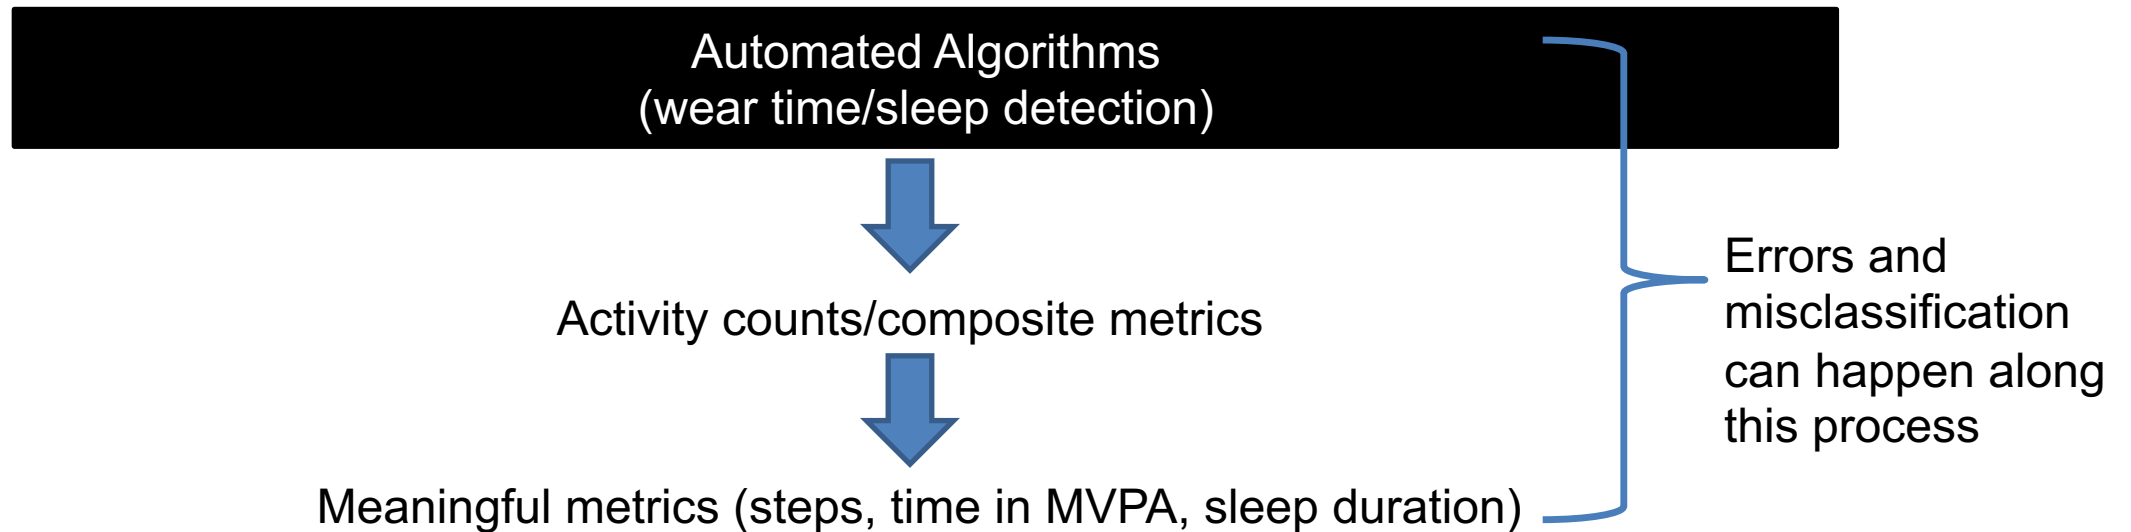 Automated Algorithms
(wear time/sleep detection)
Activity counts/composite metrics
Meaningful metrics (steps, time in MVPA, sleep duration)
Errors and
misclassification
can happen along
this process